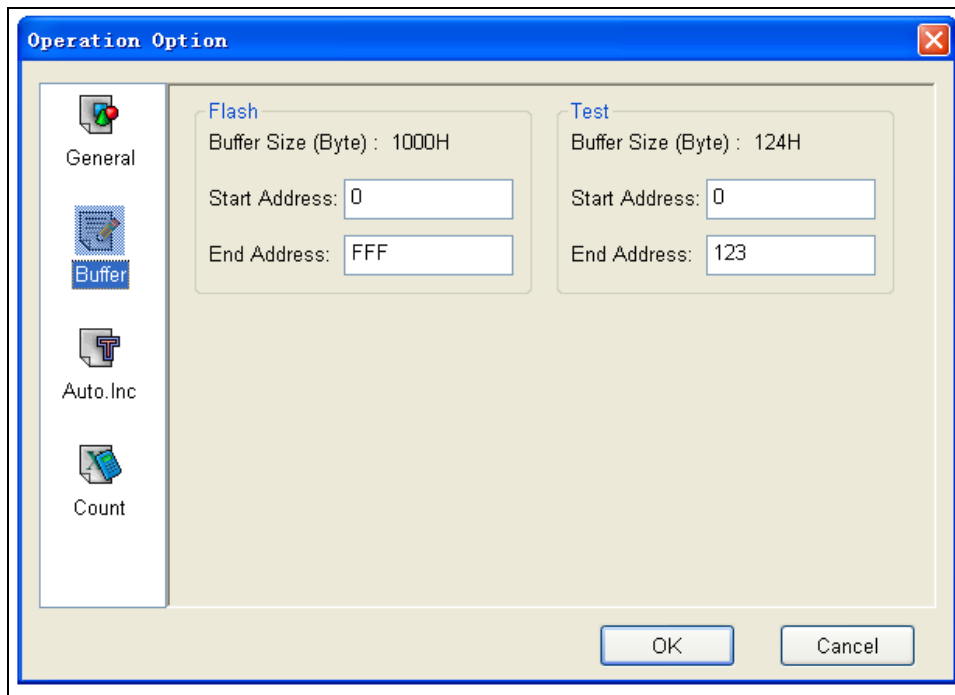 Operation Option
General
Buffer
Auto.Inc
Count
Flash
Buffer Size (Byte) : 1000H
Start Address: 0
End Address: FFF
Test
Buffer Size (Byte) : 124H
Start Address: 0
End Address: 123
OK
Cancel